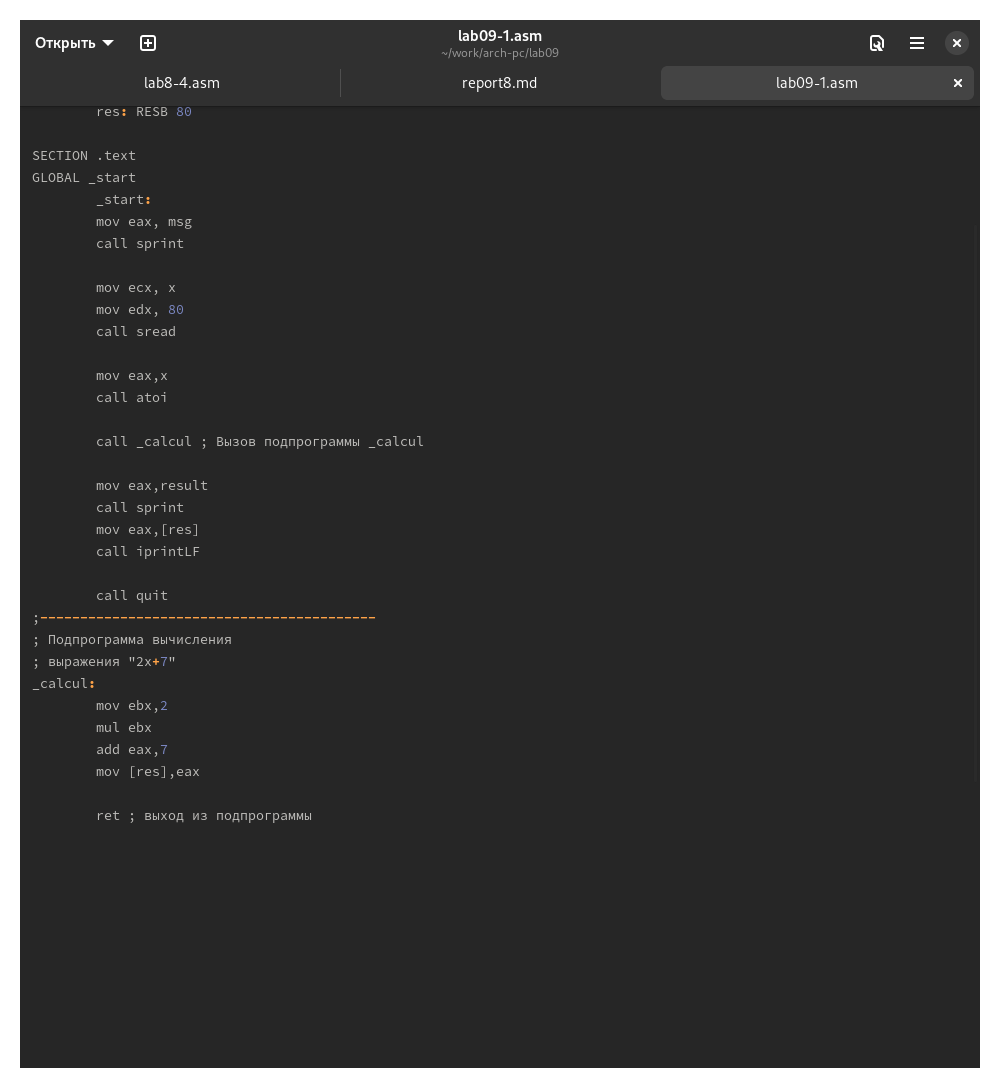 Открыть
lab09-1.asm
~/work/arch-pc/lab09
lab8-4.asm
report8.md
lab09-1.asm
res: RESB 80
SECTION .text
GLOBAL _start
_start:
mov eax, msg
call sprint
mov ecx, x
mov edx, 80
call sread
mov eax,x
call atoi
call _calcul ; Вызов подпрограммы _calcul
mov eax,result
call sprint
mov eax,[res]
call iprintLF
call quit
;------------------------------------------
; Подпрограмма вычисления
; выражения "2x+7"
_calcul:
mov ebx,2
mul ebx
add eax,7
mov [res],eax
ret ; выход из подпрограммы